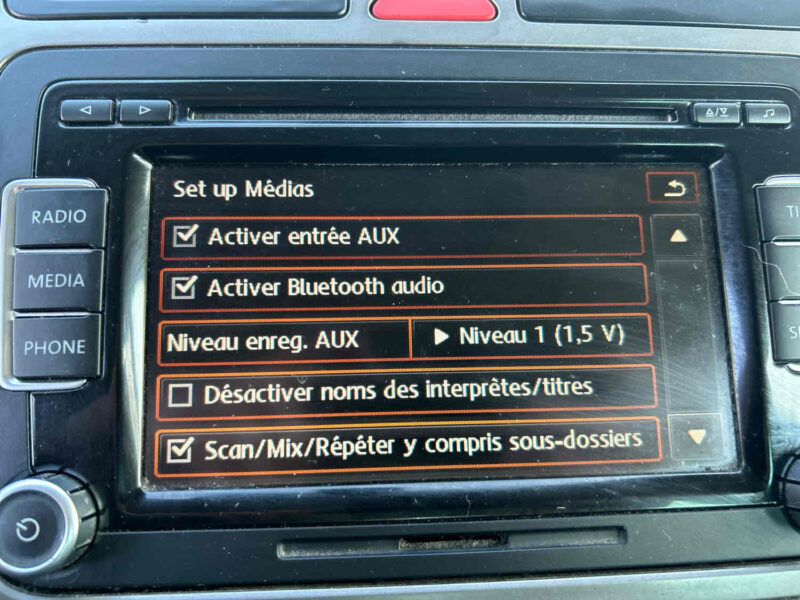 Set up Médias
RADIO
Activer entrée AUX
MEDIA
Activer Bluetooth audio
PHONE
Niveau enreg. AUX
Niveau 1 (1,5 V)
Désactiver noms des interprètes/titres
Scan/Mix/Répéter y compris sous-dossiers